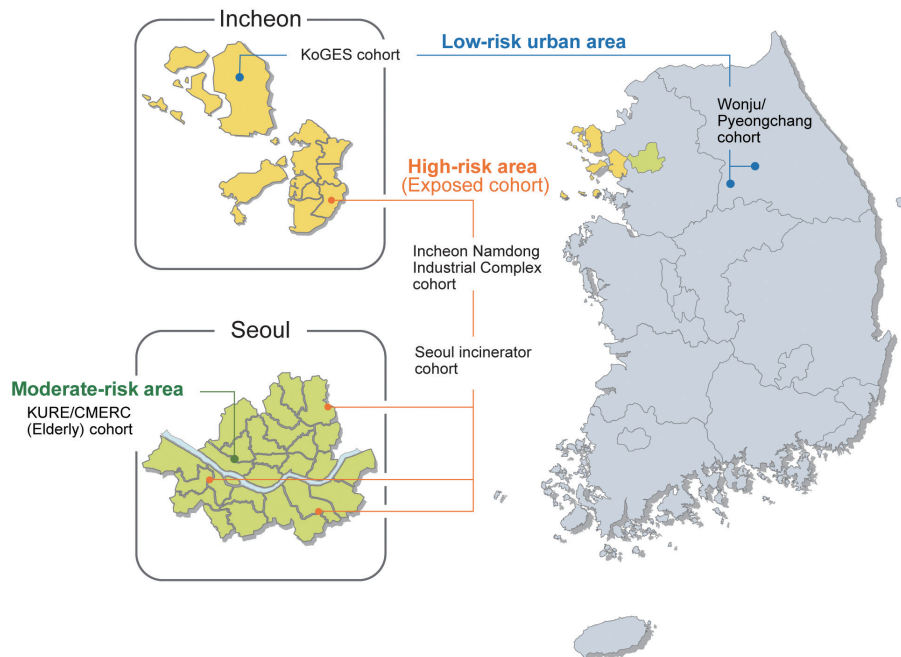 Incheon
KoGES cohort
Low-risk urban area
Wonju/
Pyeongchang
cohort
High-risk area
(Exposed cohort)
Incheon Namdong
Industrial Complex
cohort
Seoul
Seoul incinerator
cohort
Moderate-risk area
KURE/CMERC
(Elderly) cohort